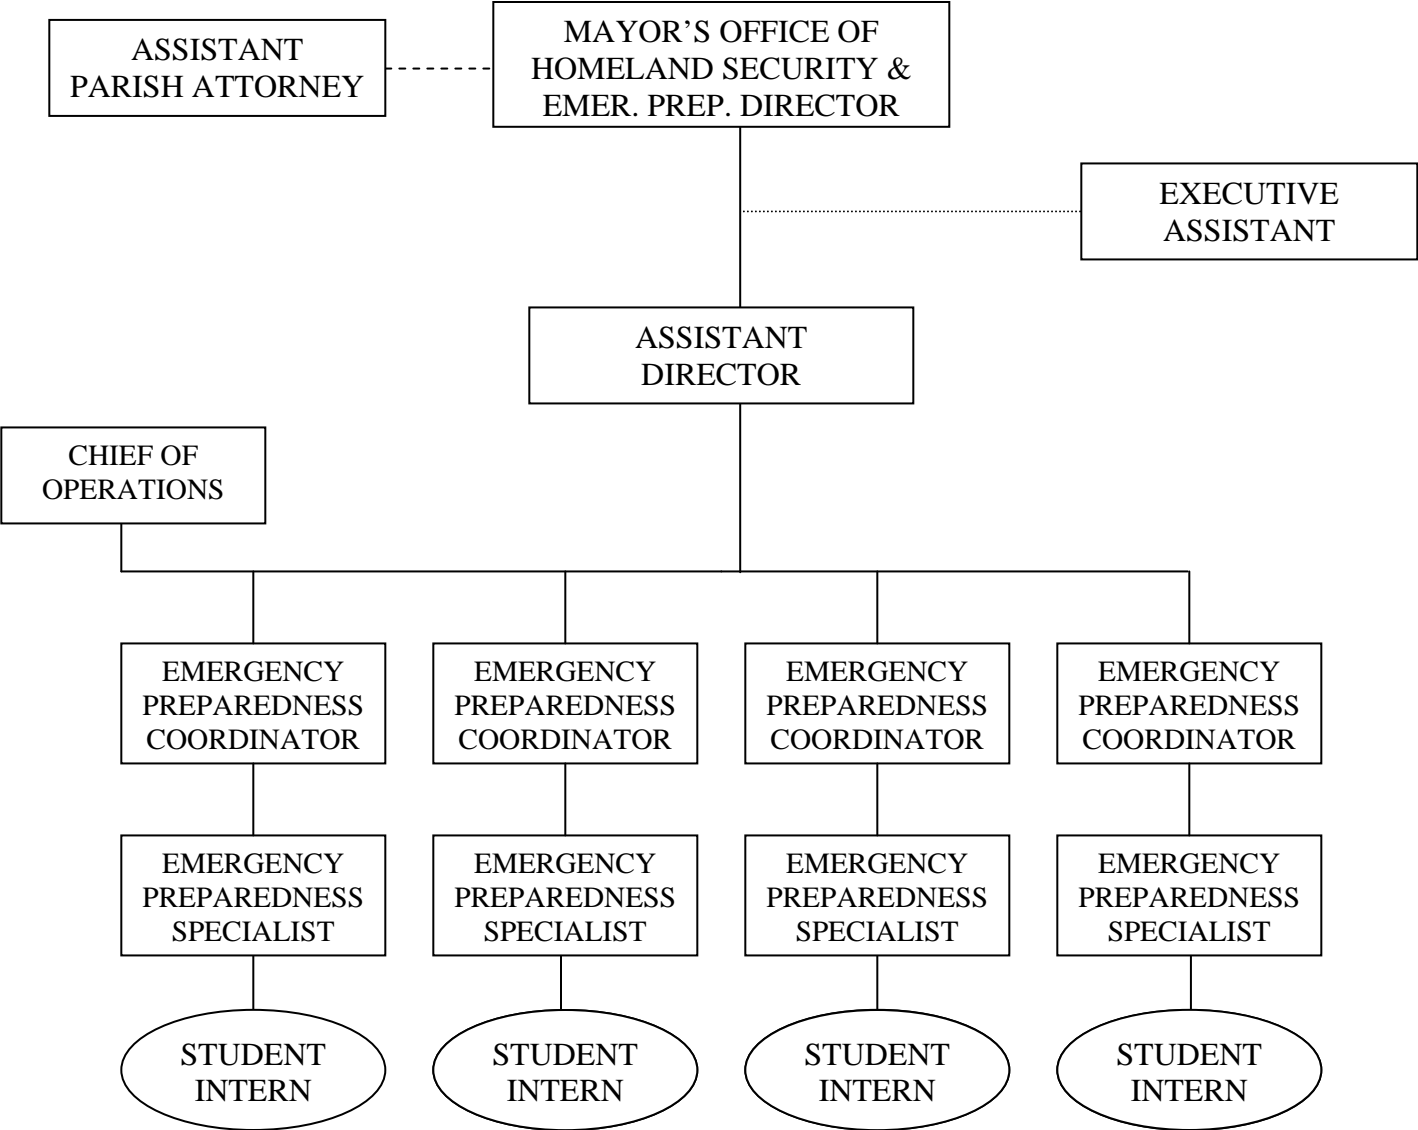 ASSISTANT
PARISH ATTORNEY
MAYOR’S OFFICE OF
HOMELAND SECURITY &
EMER. PREP. DIRECTOR
EXECUTIVE
ASSISTANT
ASSISTANT
DIRECTOR
CHIEF OF
OPERATIONS
EMERGENCY
PREPAREDNESS
COORDINATOR
EMERGENCY
PREPAREDNESS
COORDINATOR
EMERGENCY
PREPAREDNESS
COORDINATOR
EMERGENCY
PREPAREDNESS
COORDINATOR
EMERGENCY
PREPAREDNESS
SPECIALIST
EMERGENCY
PREPAREDNESS
SPECIALIST
EMERGENCY
PREPAREDNESS
SPECIALIST
EMERGENCY
PREPAREDNESS
SPECIALIST
STUDENT
INTERN
STUDENT
INTERN
STUDENT
INTERN
STUDENT
INTERN